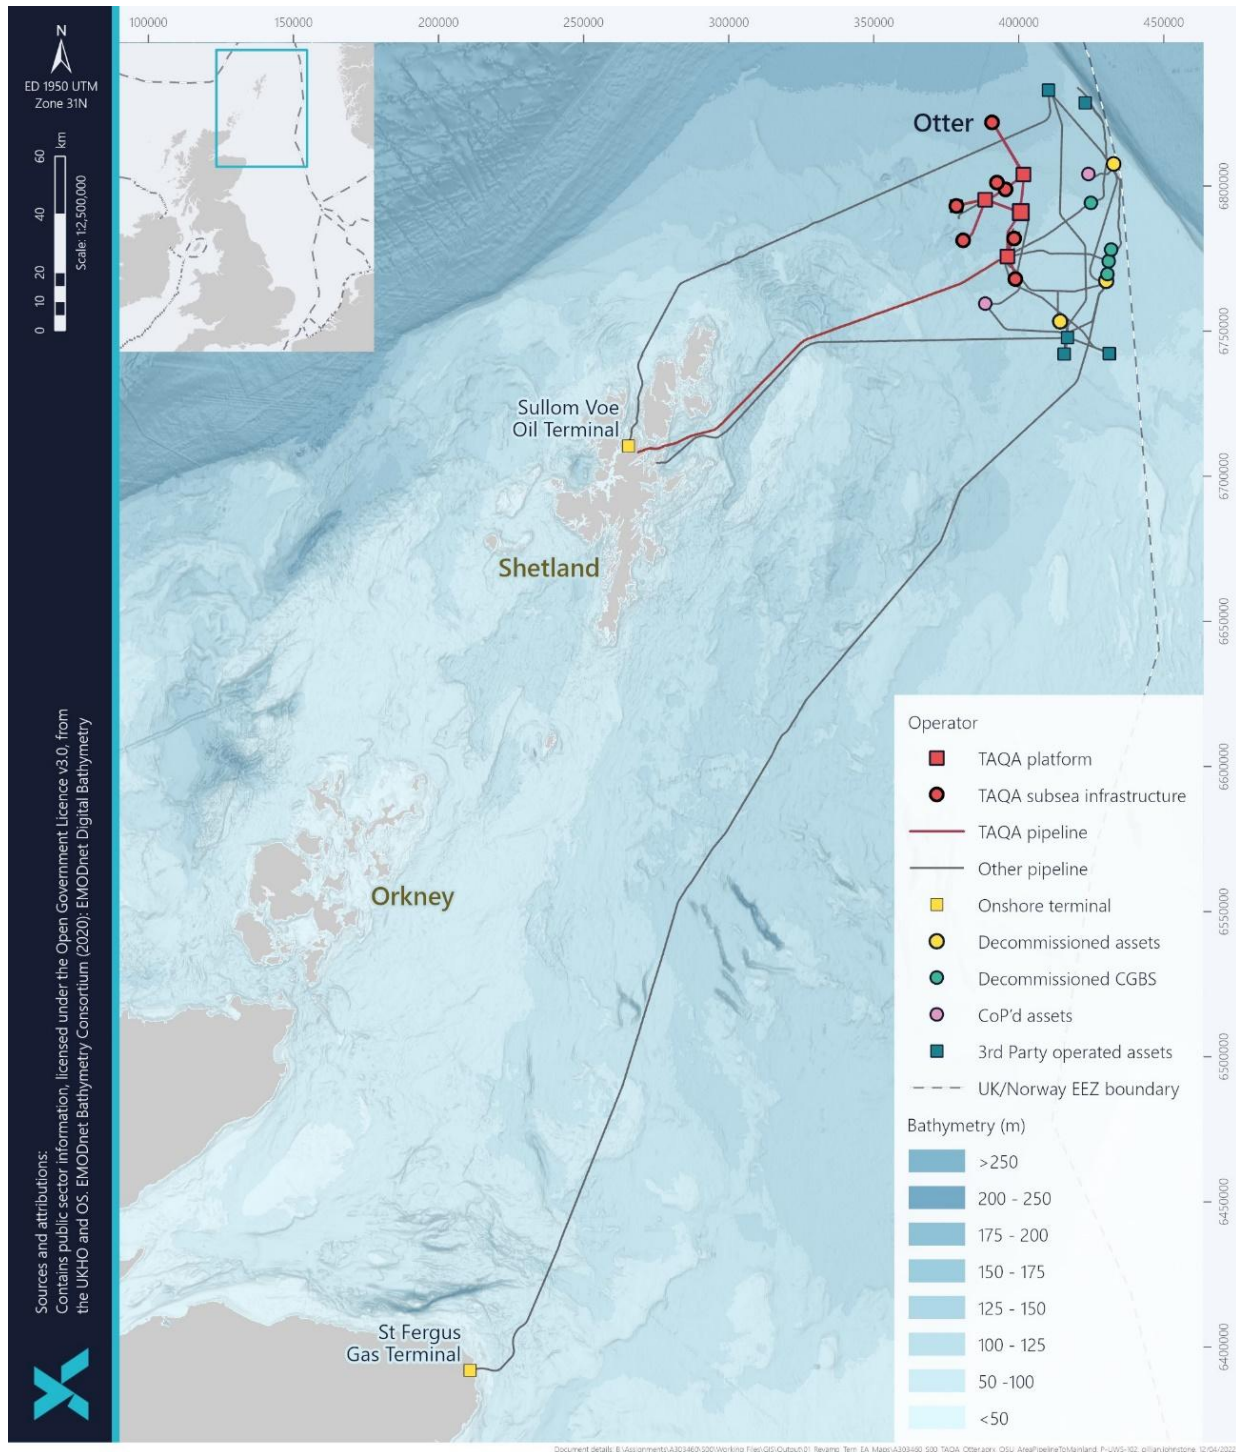 100000
150000
200000
250000
300000
350000
400000
450000
N
ED 1950 UTM
Zone 31N
km
60
40
20
10
0
Scale: 1:2,500,000
Otter
6800000
6750000
Sullom Voe
Oil Terminal
6700000
Shetland
6650000
6600000
Orkney
6550000
6500000
6450000
6400000
St Fergus
Gas Terminal
Operator
TAQA platform
TAQA subsea infrastructure
TAQA pipeline
Other pipeline
Onshore terminal
Decommissioned assets
Decommissioned CGBS
CoP'd assets
3rd Party operated assets
UK/Norway EEZ boundary
Bathymetry (m)
>250
200 - 250
175 - 200
150 - 175
125 - 150
100 - 125
50 -100
<50
Sources and attributions:
Contains public sector information, licensed under the Open Government Licence v3.0, from
the UKHO and OS. EMODnet Bathymetry Consortium (2020): EMODnet Digital Bathymetry